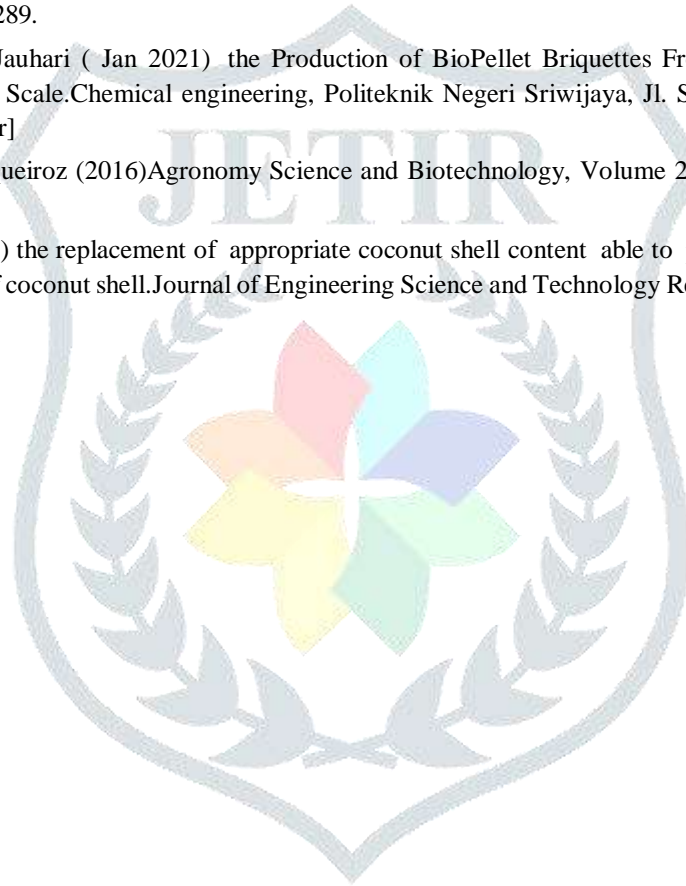 289.
Jauhari ( Jan 2021) the Production of BioPellet Briquettes
Scale.Chemical engineering, Politeknik Negeri Sriwijaya, Jl.
r]
ueiroz (2016)Agronomy Science and Biotechnology, Volume 2
) the replacement of appropriate coconut shell content able to
f coconut shell.Journal of Engineering Science and Technology
JETIR